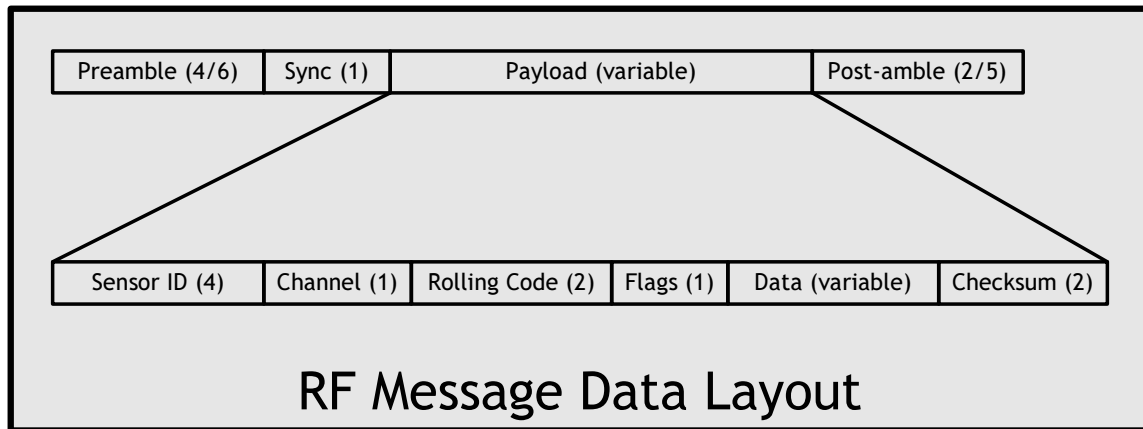 Preamble (4/6) Sync (1) Payload (variable) Post-amble (2/5)
Sensor ID (4) Channel (1) Rolling Code (2) Flags (1) Data (variable) Checksum (2)
RF Message Data Layout